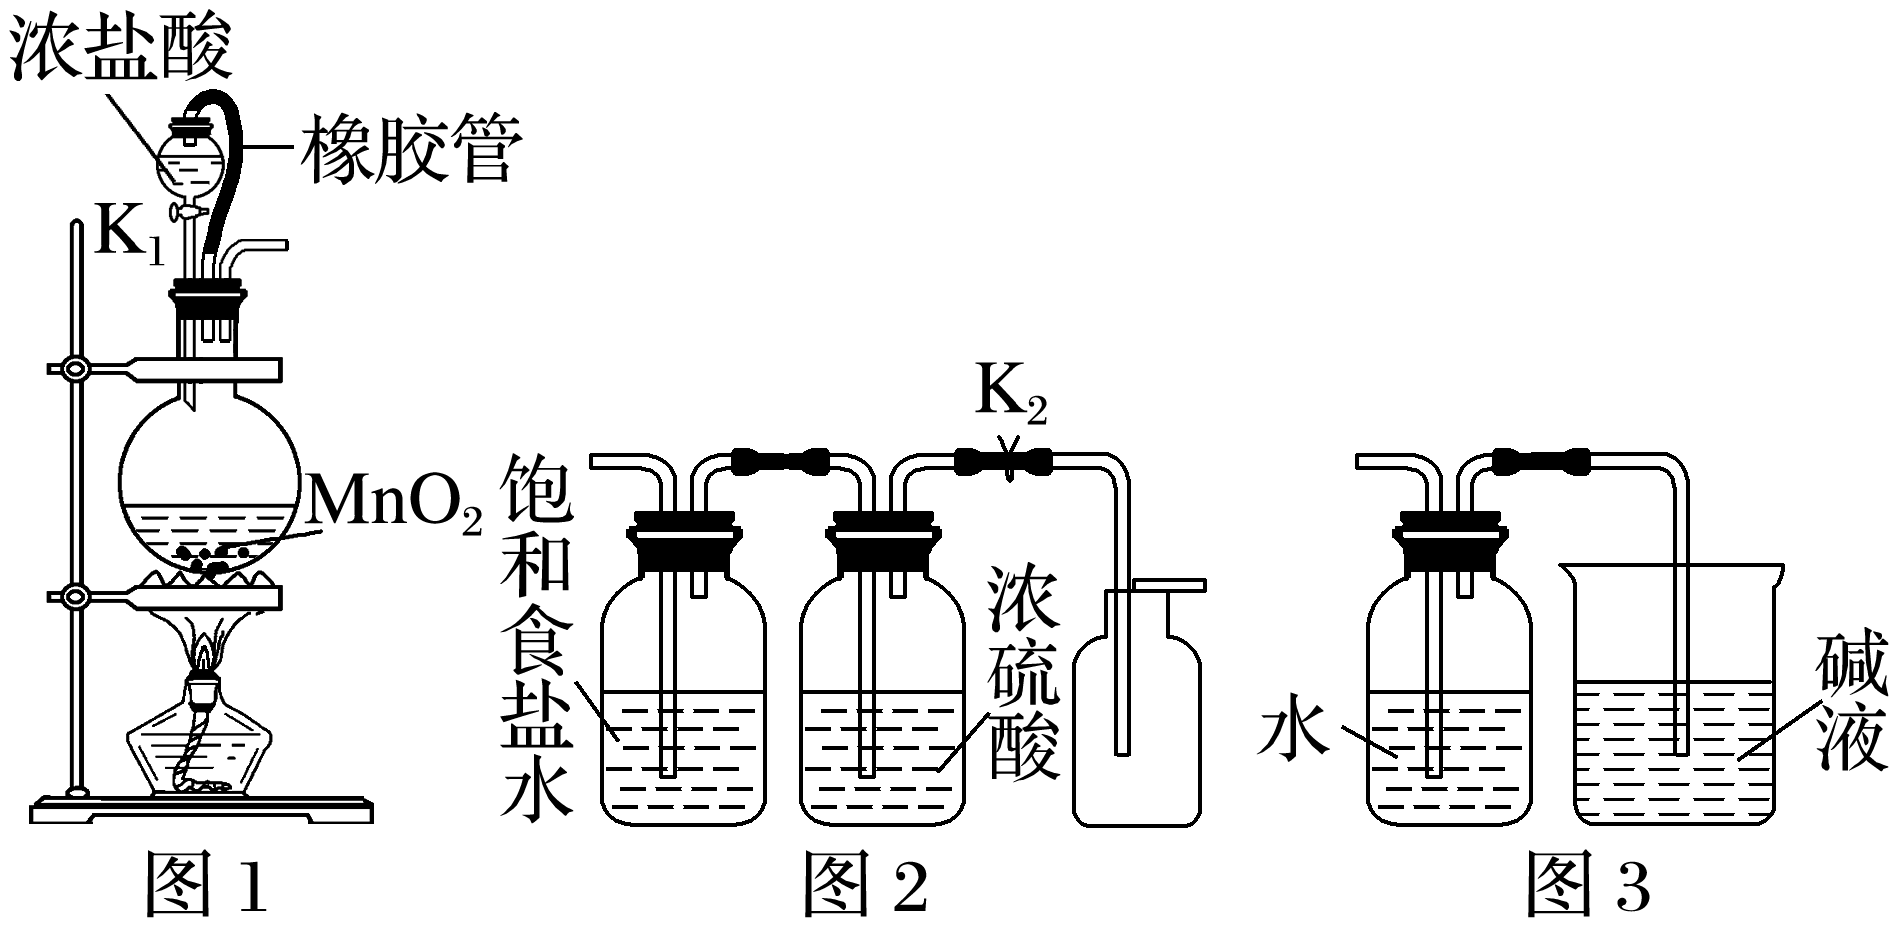 浓盐酸
橡胶管
K₁
MnO₂
图 1
饱和食盐水
K₂
浓硫酸
图 2
水
碱液
图 3